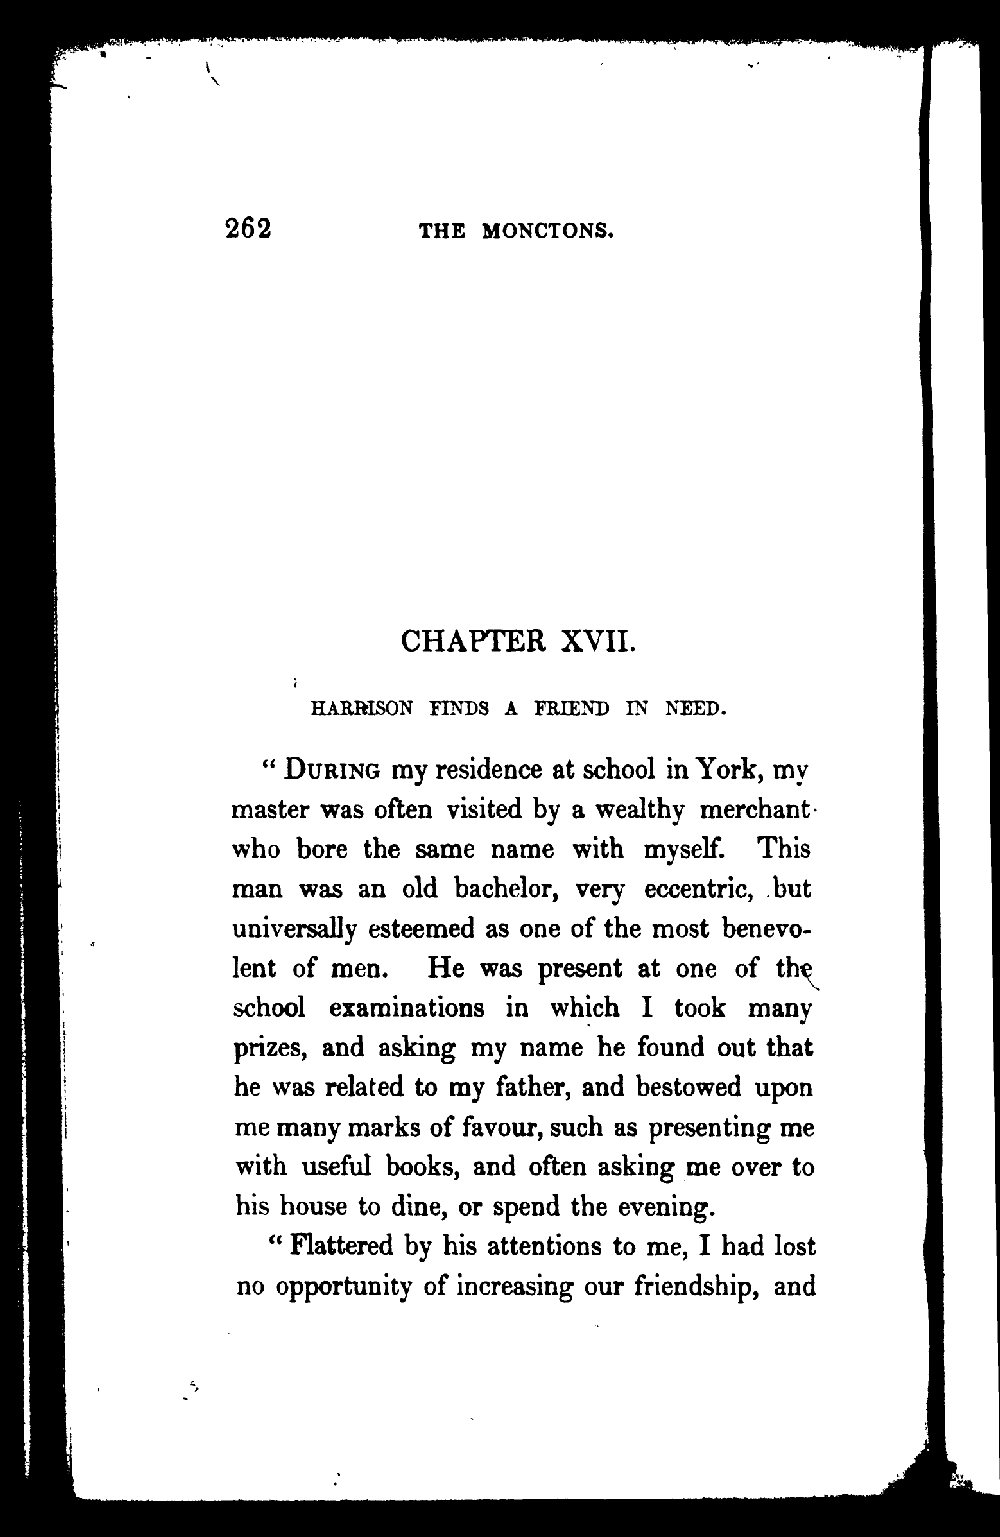 262 THE MONCTONS.
CHAPTER XVII.
HARRISON FINDS A FRIEND IN NEED.
“ DURING my residence at school in York, my
master was often visited by a wealthy merchant
who bore the same name with myself. This
man was an old bachelor, very eccentric, but
universally esteemed as one of the most benevo-
lent of men. He was present at one of the
school examinations in which I took many
prizes, and asking my name he found out that
he was related to my father, and bestowed upon
me many marks of favour, such as presenting me
with useful books, and often asking me over to
his house to dine, or spend the evening.
“ Flattered by his attentions to me, I had lost
no opportunity of increasing our friendship, and